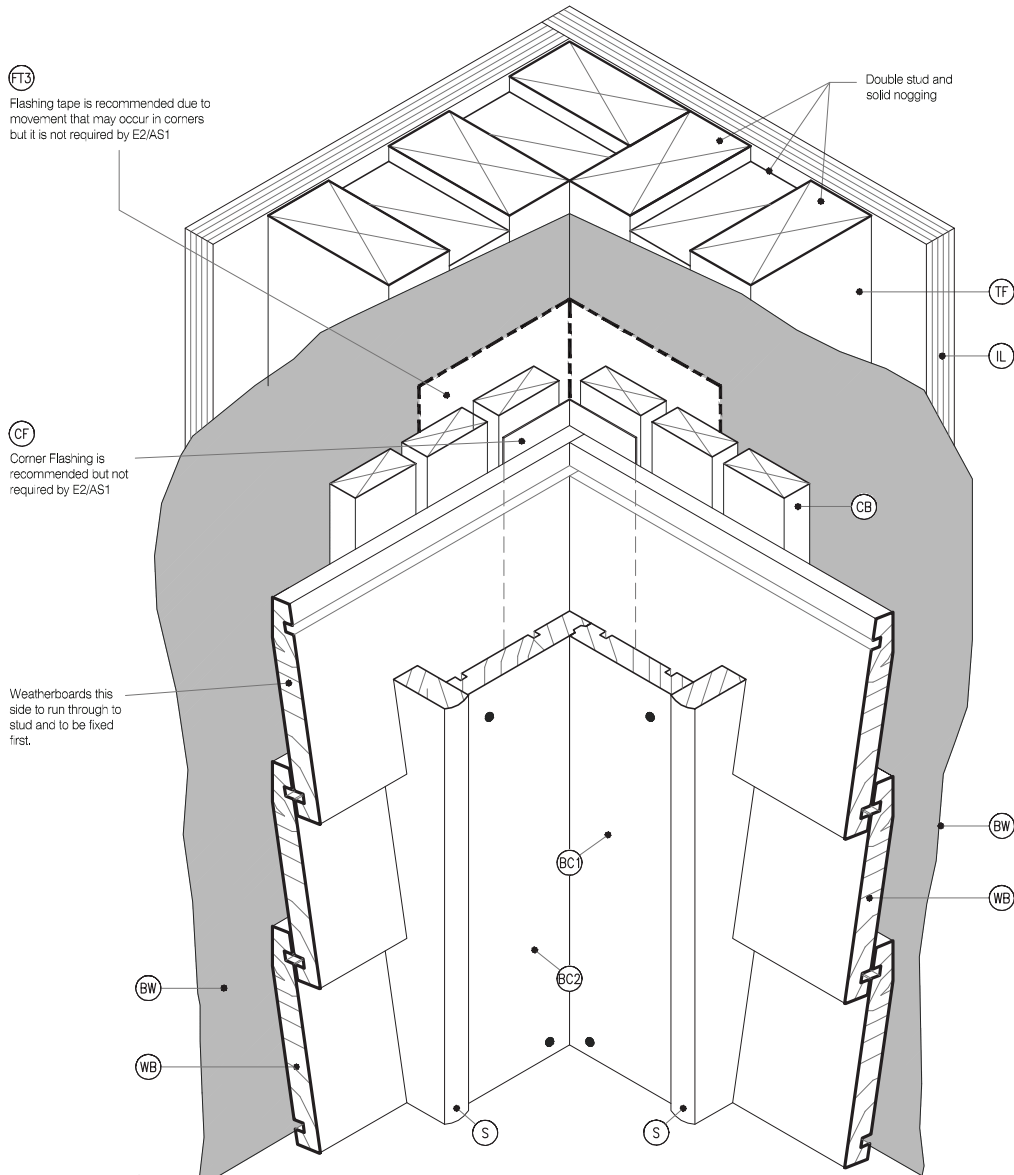 FT3
Flashing tape is recommended due to
movement that may occur in corners
but it is not required by E2/AS1
Double stud and
solid nogging
TF
IL
CF
Corner Flashing is
recommended but not
required by E2/AS1
CB
Weatherboards this
side to run through to
stud and to be fixed
first.
BW
BC1
WB
BC2
BW
WB
S
S